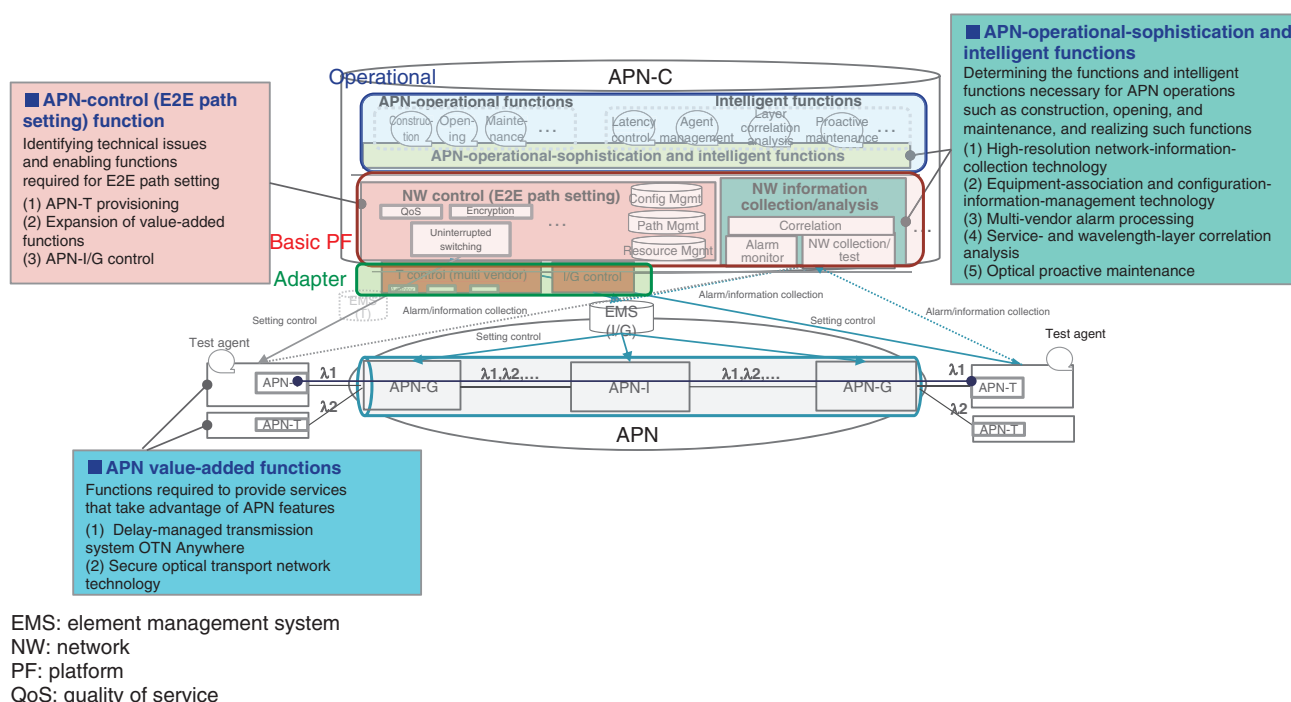 APN-C
Operational
■ APN-control (E2E path
setting) function
Identifying technical issues
and enabling functions
required for E2E path setting
(1) APN-T provisioning
(2) Expansion of value-added
functions
(3) APN-I/G control
APN-operational functions
Construc-
tion
Open-
ing
Mainte-
nance
...
Intelligent functions
Latency
control
Agent
management
Layer
correlation
analysis
Proactive
maintenance
...
APN-operational-sophistication and intelligent functions
■ APN-operational-sophistication and
intelligent functions
Determining the functions and intelligent
functions necessary for APN operations
such as construction, opening, and
maintenance, and realizing such functions
(1) High-resolution network-information-
collection technology
(2) Equipment-association and configuration-
information-management technology
(3) Multi-vendor alarm processing
(4) Service- and wavelength-layer correlation
analysis
(5) Optical proactive maintenance
Basic PF
NW control (E2E path setting)
QoS
Encryption
Uninterrupted
switching
...
Config Mgmt
Path Mgmt
Resource Mgmt
NW information
collection/analysis
Correlation
Alarm
monitor
NW collection/
test
...
Adapter
T control (multi vendor)
I/G control
EMS
(T)
EMS
(I/G)
Setting control
Alarm/information collection
Alarm/information collection
Setting control
Setting control
Alarm/information collection
Test agent
Test agent
APN-T
λ1
λ2
APN-T
APN-G
λ1,λ2,...
APN-I
λ1,λ2,...
APN-G
λ1
λ2
APN-T
APN-T
APN
■ APN value-added functions
Functions required to provide services
that take advantage of APN features
(1) Delay-managed transmission
system OTN Anywhere
(2) Secure optical transport network
technology
EMS: element management system
NW: network
PF: platform
QoS: quality of service